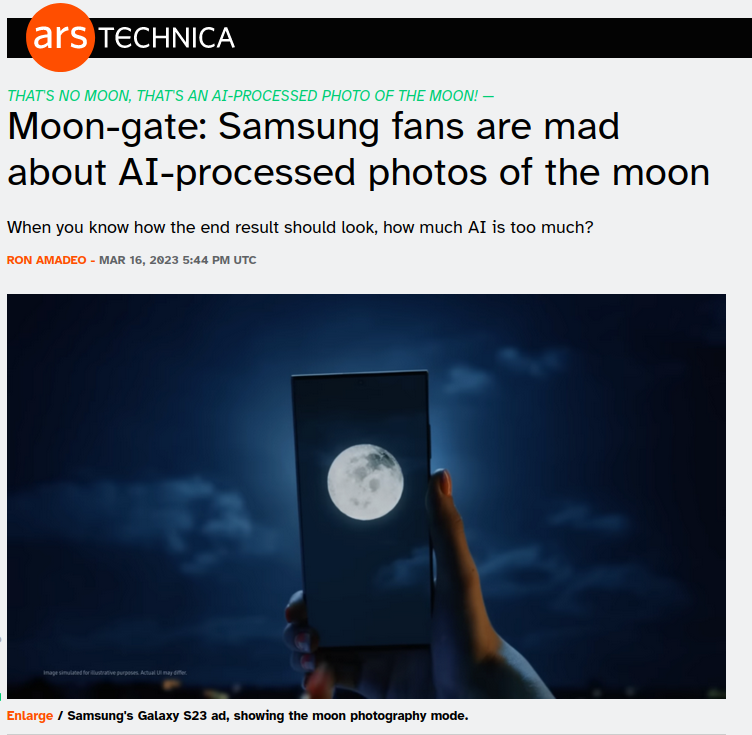 ars TECHNICA
THAT'S NO MOON, THAT'S AN AI-PROCESSED PHOTO OF THE MOON! —
Moon-gate: Samsung fans are mad
about AI-processed photos of the moon
When you know how the end result should look, how much AI is too much?
RON AMADEO - MAR 16, 2023 5:44 PM UTC
Image simulated for illustrative purposes. Actual UI may differ.
Enlarge / Samsung's Galaxy S23 ad, showing the moon photography mode.